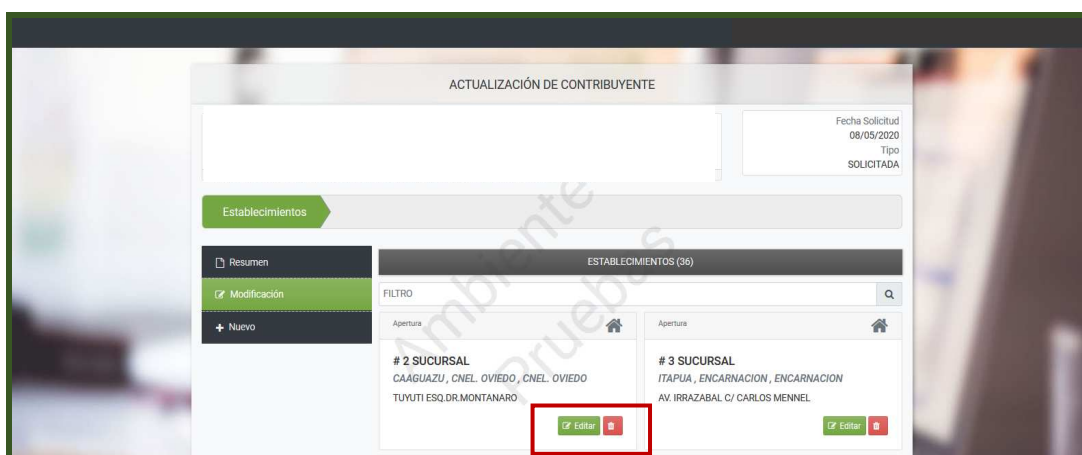 ACTUALIZACIÓN DE CONTRIBUYENTE
Fecha Solicitud
08/05/2020
Tipo
SOLICITADA
Establecimientos
Resumen
Modificación
Nuevo
ESTABLECIMIENTOS (36)
FILTRO
Apertura
# 2 SUCURSAL
CAAGUAZU , CNEL. OVIEDO , CNEL. OVIEDO
TUYUTI ESQ.DR.MONTANARO
Editar
Apertura
# 3 SUCURSAL
ITAPUA , ENCARNACION , ENCARNACION
AV. IRRAZABAL C/ CARLOS MENNEL
Editar
Ambiente
Pruebas